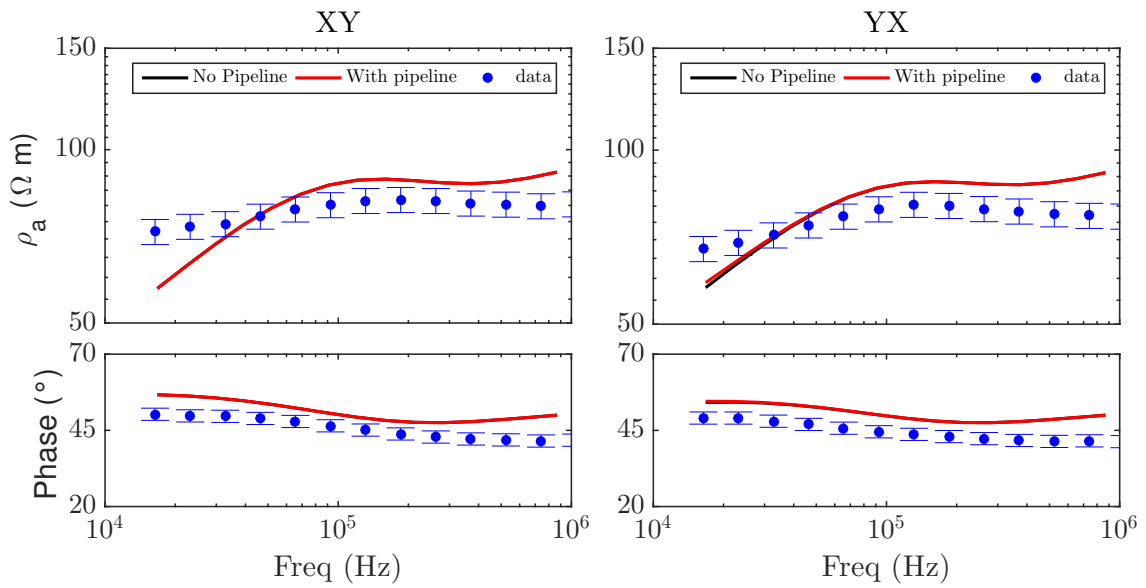 XY
YX
150
No Pipeline With pipeline data
100
ρa (Ω m)
50
150
No Pipeline With pipeline data
100
50
70
45
20
Phase (°)
10^4 10^5 10^6
Freq (Hz)
70
45
20
10^4 10^5 10^6
Freq (Hz)